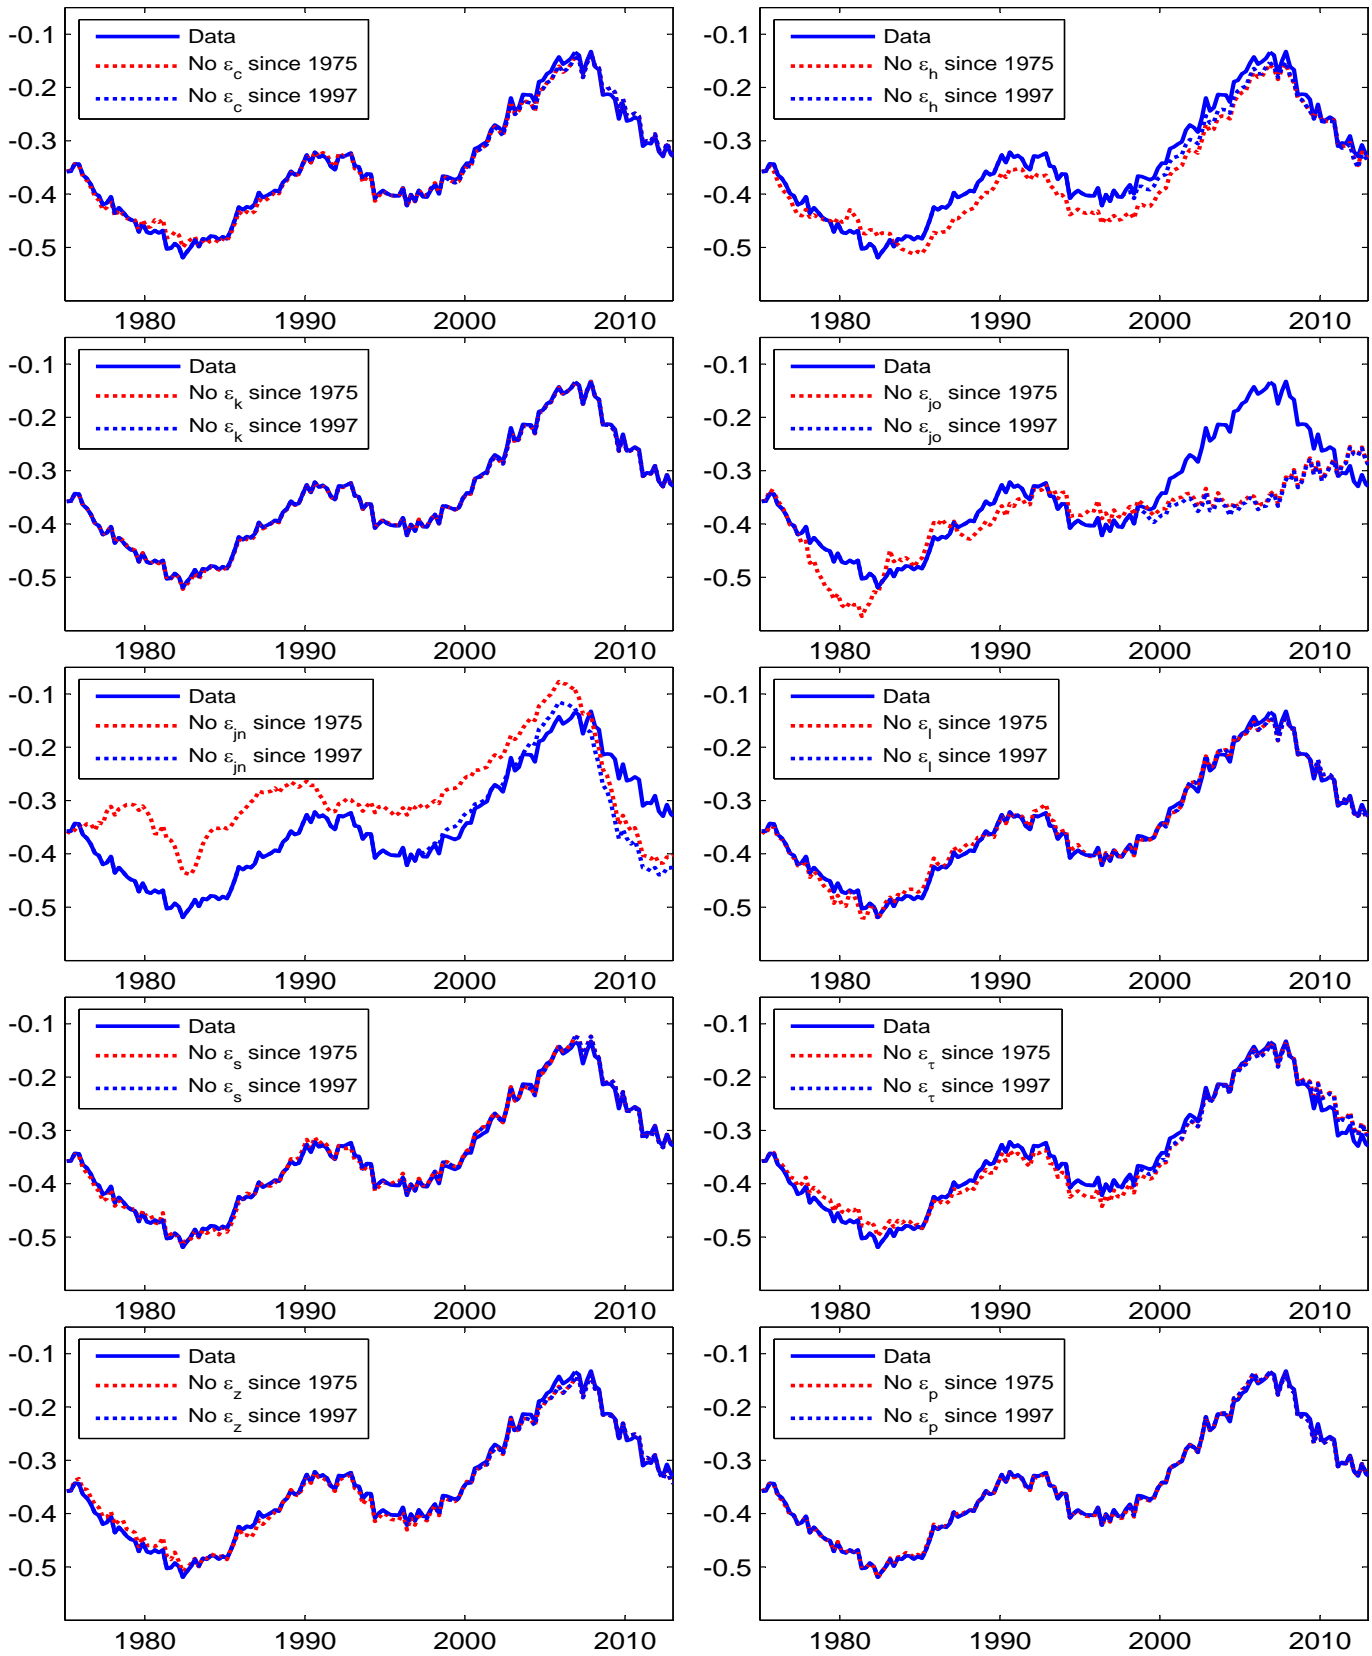 -0.1
-0.2
-0.3
-0.4
-0.5
Data
No ε_c since 1975
No ε_c since 1997
1980 1990 2000 2010
-0.1
-0.2
-0.3
-0.4
-0.5
Data
No ε_h since 1975
No ε_h since 1997
1980 1990 2000 2010
-0.1
-0.2
-0.3
-0.4
-0.5
Data
No ε_k since 1975
No ε_k since 1997
1980 1990 2000 2010
-0.1
-0.2
-0.3
-0.4
-0.5
Data
No ε_jo since 1975
No ε_jo since 1997
1980 1990 2000 2010
-0.1
-0.2
-0.3
-0.4
-0.5
Data
No ε_jn since 1975
No ε_jn since 1997
1980 1990 2000 2010
-0.1
-0.2
-0.3
-0.4
-0.5
Data
No ε_l since 1975
No ε_l since 1997
1980 1990 2000 2010
-0.1
-0.2
-0.3
-0.4
-0.5
Data
No ε_s since 1975
No ε_s since 1997
1980 1990 2000 2010
-0.1
-0.2
-0.3
-0.4
-0.5
Data
No ε_τ since 1975
No ε_τ since 1997
1980 1990 2000 2010
-0.1
-0.2
-0.3
-0.4
-0.5
Data
No ε_z since 1975
No ε_z since 1997
1980 1990 2000 2010
-0.1
-0.2
-0.3
-0.4
-0.5
Data
No ε_p since 1975
No ε_p since 1997
1980 1990 2000 2010